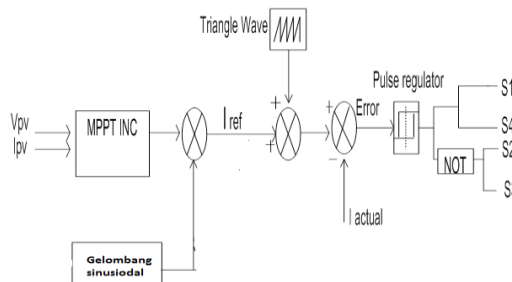 Triangle Wave
Pulse regulator
S1
Vpv
Ipv
MPPT INC
I ref
+
+
+
−
Error
S4
S2
NOT
S
I actual
Gelombang
sinusiodal